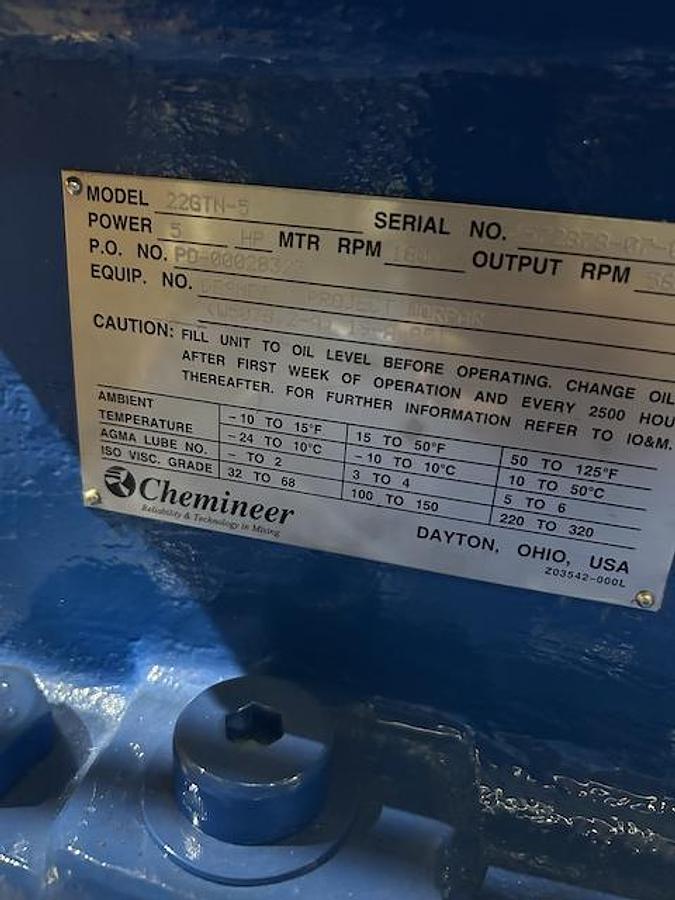 MODEL 22GTN-5 SERIAL NO.
POWER 5 HP MTR RPM OUTPUT RPM
P.O. NO.
EQUIP. NO. PROJECT
CAUTION: FILL UNIT TO OIL LEVEL BEFORE OPERATING. CHANGE OIL
AFTER FIRST WEEK OF OPERATION AND EVERY 2500 HOU
THEREAFTER. FOR FURTHER INFORMATION REFER TO IO&M.
AMBIENT -10 TO 15°F 15 TO 50°F 50 TO 125°F
TEMPERATURE -24 TO 10°C -10 TO 10°C 10 TO 50°C
AGMA LUBE NO. - TO 2 3 TO 4 5 TO 6
ISO VISC. GRADE 32 TO 68 100 TO 150 220 TO 320
Chemineer
Reliability & Technology in Mixing
DAYTON, OHIO, USA
Z03542-000L